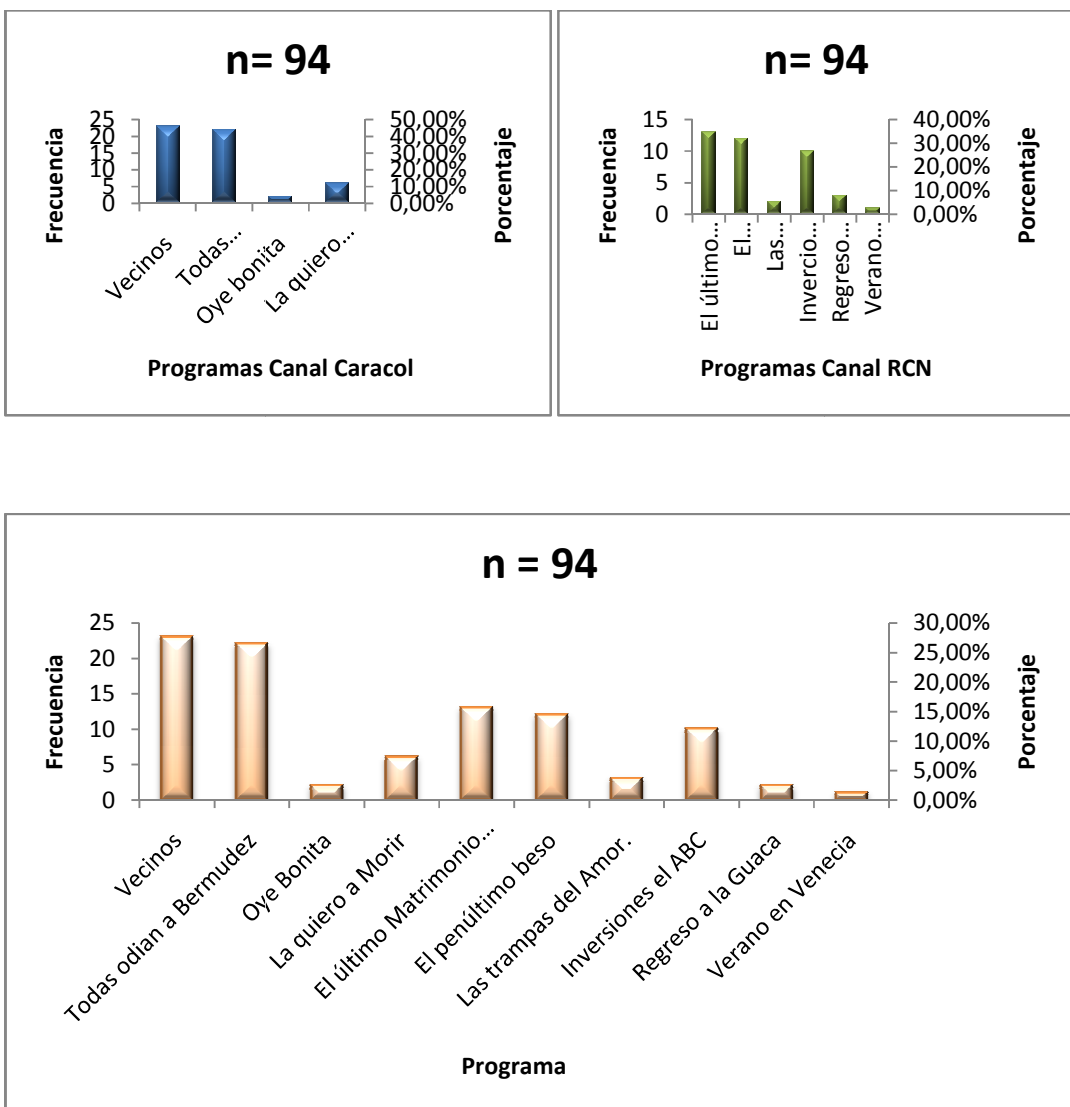 n= 94
Frecuencia
25
20
15
10
5
0
50,00%
40,00%
30,00%
20,00%
10,00%
0,00%
Porcentaje
Vecinos
Todas…
Oye bonita
La quiero…
Programas Canal Caracol
n= 94
Frecuencia
15
10
5
0
40,00%
30,00%
20,00%
10,00%
0,00%
Porcentaje
El último…
El…
Las…
Invercio…
Regreso…
Verano…
Programas Canal RCN
n = 94
Frecuencia
25
20
15
10
5
0
30,00%
25,00%
20,00%
15,00%
10,00%
5,00%
0,00%
Porcentaje
Vecinos
Todas odian a Bermudez
Oye Bonita
La quiero a Morir
El último Matrimonio…
El penúltimo beso
Las trampas del Amor.
Inversiones el ABC
Regreso a la Guaca
Verano en Venecia
Programa